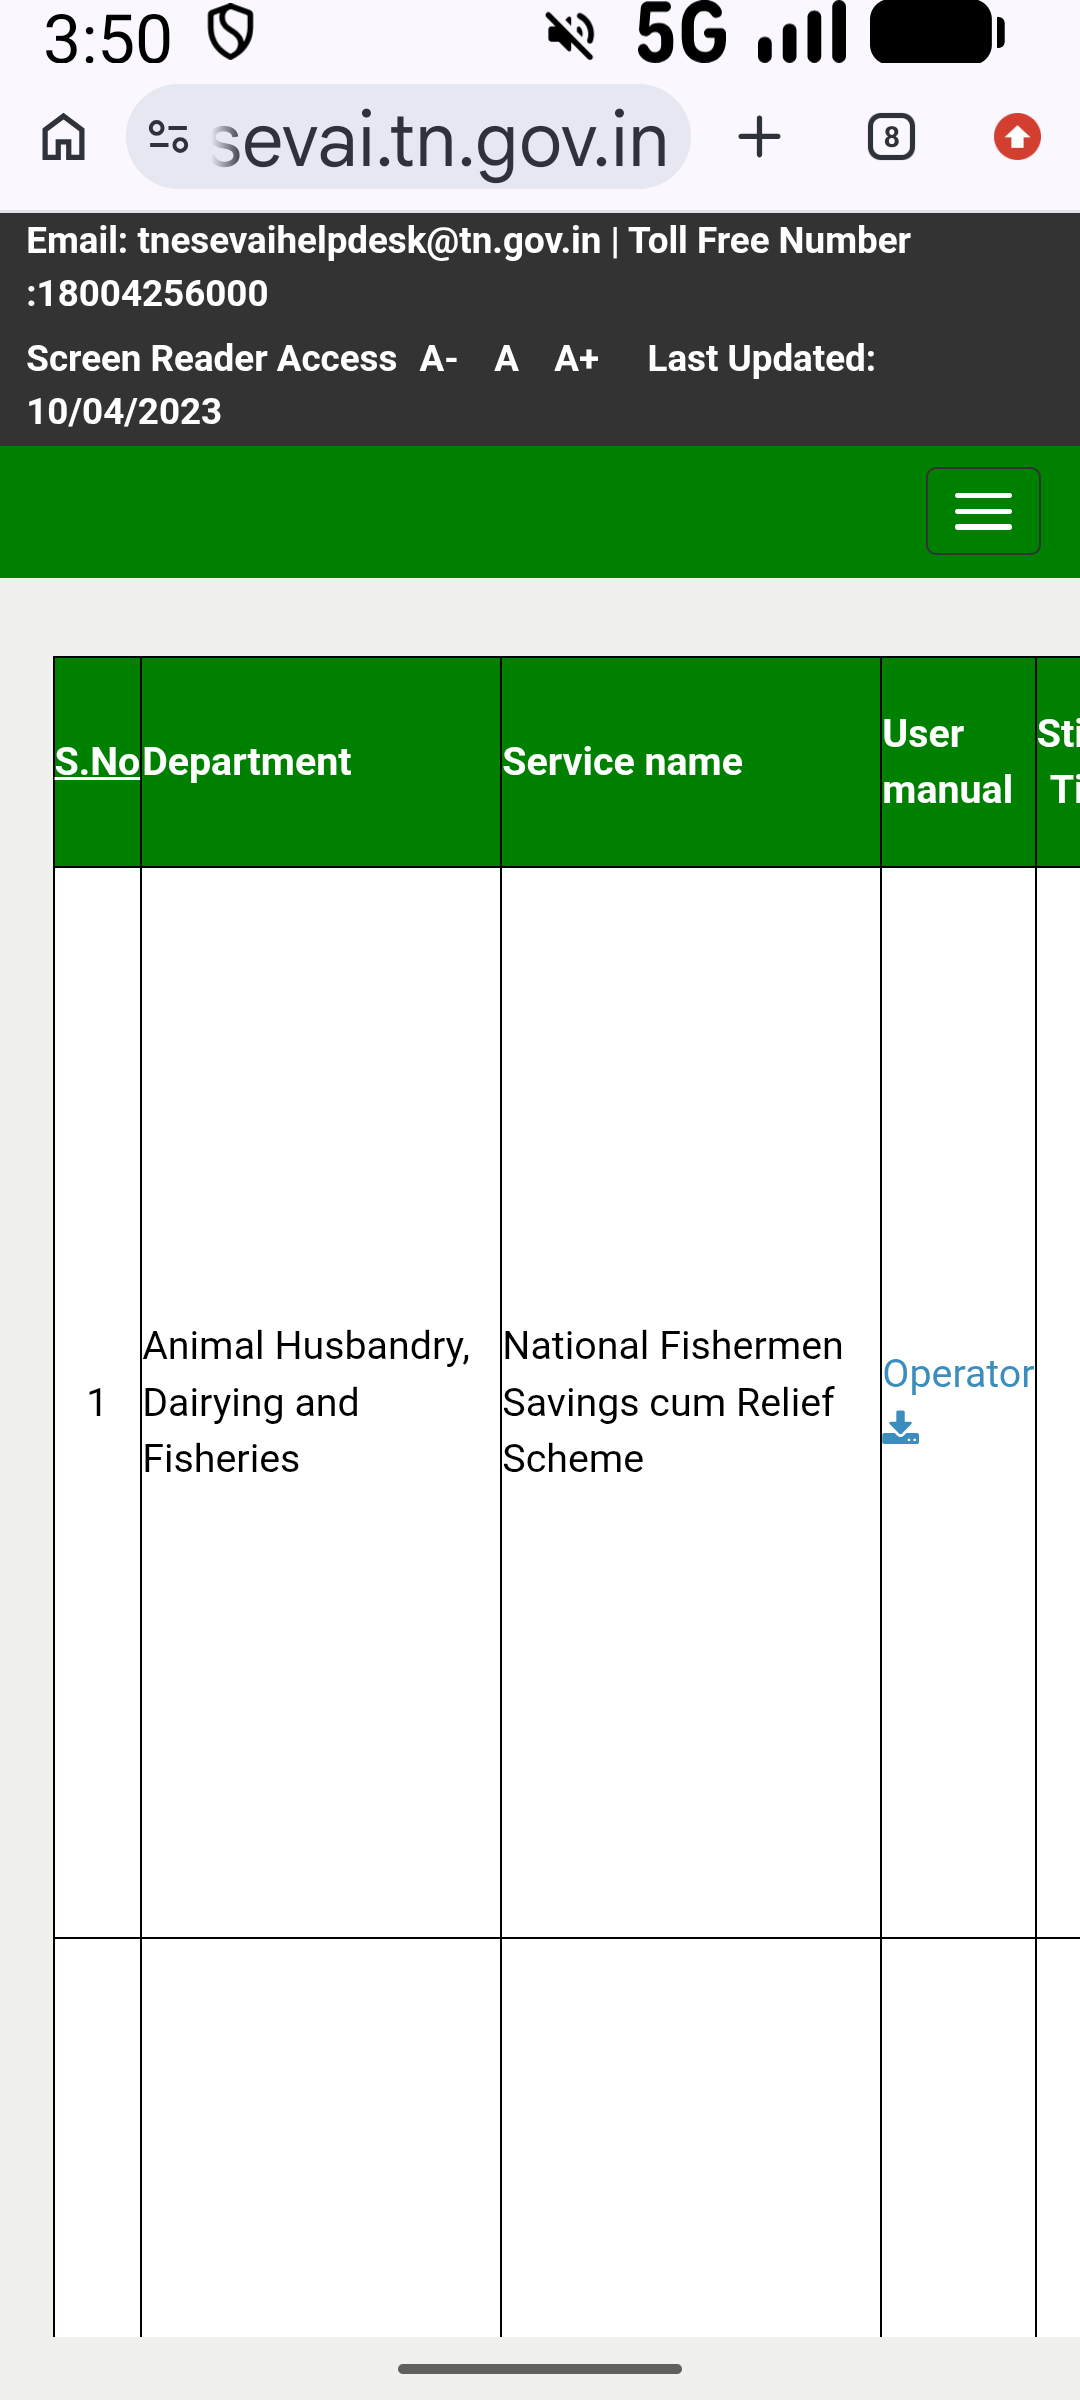 3:50
5G
sevai.tn.gov.in
8
Email: tnesevaihelpdesk@tn.gov.in | Toll Free Number
:18004256000
Screen Reader Access A- A A+ Last Updated:
10/04/2023
S.No
Department
Service name
User
manual
1
Animal Husbandry,
Dairying and
Fisheries
National Fishermen
Savings cum Relief
Scheme
Operator